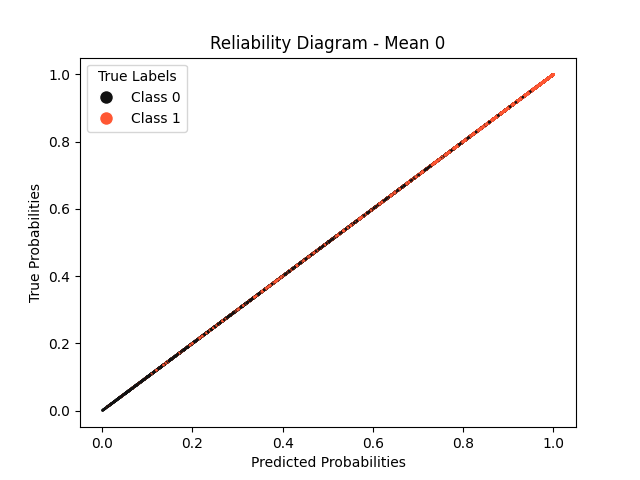 Reliability Diagram - Mean 0
True Labels
Class 0
Class 1
1.0
0.8
0.6
0.4
0.2
0.0
True Probabilities
0.0 0.2 0.4 0.6 0.8 1.0
Predicted Probabilities